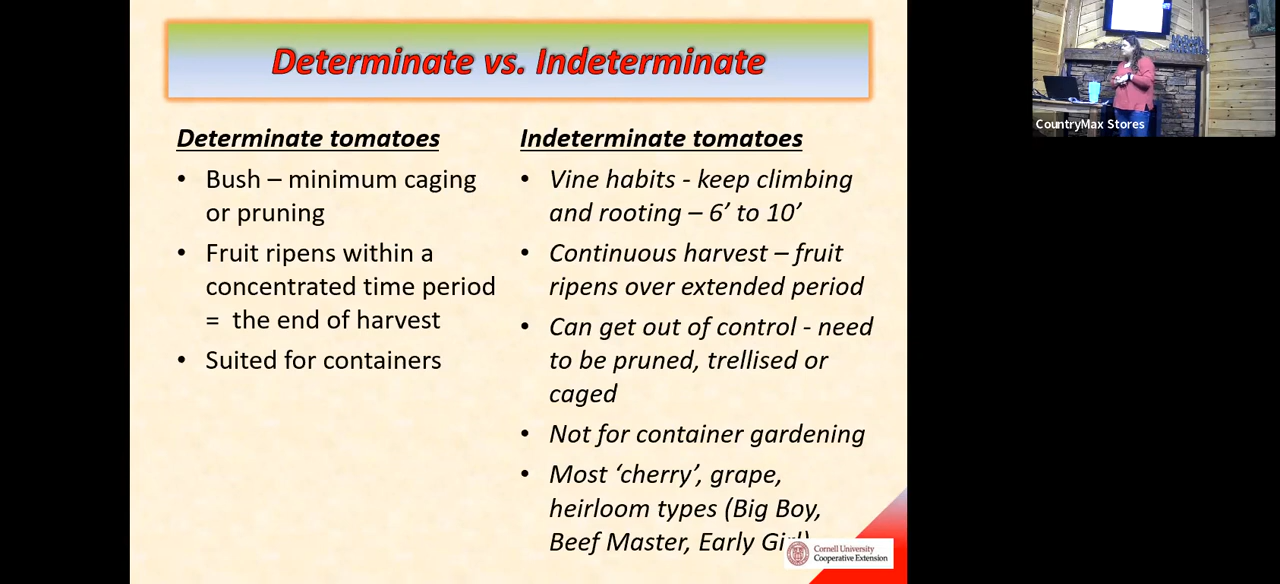 Determinate vs. Indeterminate
Determinate tomatoes
• Bush – minimum caging
or pruning
• Fruit ripens within a
concentrated time period
= the end of harvest
• Suited for containers
Indeterminate tomatoes
• Vine habits - keep climbing
and rooting – 6’ to 10’
• Continuous harvest – fruit
ripens over extended period
• Can get out of control - need
to be pruned, trellised or
caged
• Not for container gardening
• Most ‘cherry’, grape,
heirloom types (Big Boy,
Beef Master, Early Girl)
Cornell University
Cooperative Extension
CountryMax Stores